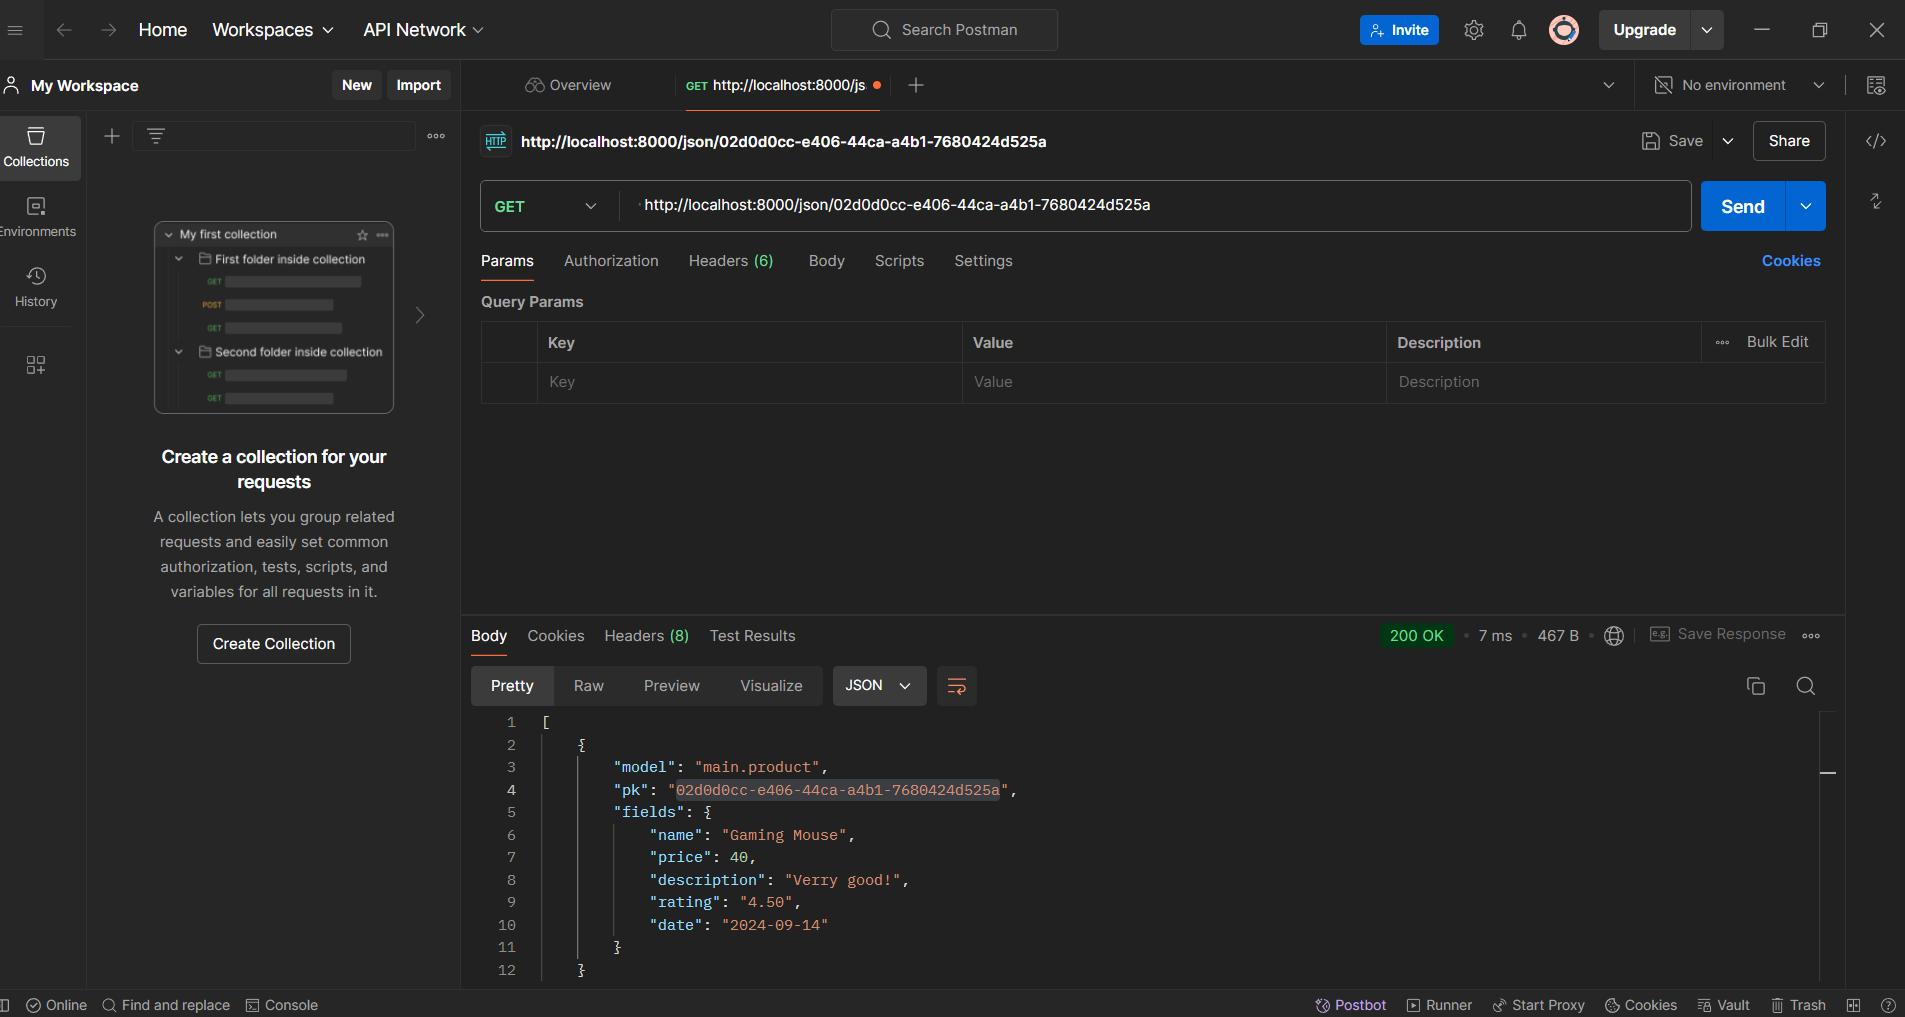 Home
Workspaces
API Network
Search Postman
Invite
Upgrade
My Workspace
New
Import
Overview
GET http://localhost:8000/js
No environment
Collections
Environments
History
My first collection
First folder inside collection
GET
POST
GET
Second folder inside collection
GET
GET
Create a collection for your
requests
A collection lets you group related
requests and easily set common
authorization, tests, scripts, and
variables for all requests in it.
Create Collection
HTTP http://localhost:8000/json/02d0d0cc-e406-44ca-a4b1-7680424d525a
Save
Share
GET
http://localhost:8000/json/02d0d0cc-e406-44ca-a4b1-7680424d525a
Send
Params
Authorization
Headers (6)
Body
Scripts
Settings
Cookies
Query Params
Key
Value
Description
Bulk Edit
Key
Value
Description
Body
Cookies
Headers (8)
Test Results
200 OK
7 ms
467 B
e.g. Save Response
Pretty
Raw
Preview
Visualize
JSON
1 [
2 {
3 "model": "main.product",
4 "pk": "02d0d0cc-e406-44ca-a4b1-7680424d525a",
5 "fields": {
6 "name": "Gaming Mouse",
7 "price": 40,
8 "description": "Verry good!",
9 "rating": "4.50",
10 "date": "2024-09-14"
11 }
12 }
Online
Find and replace
Console
Postbot
Runner
Start Proxy
Cookies
Vault
Trash